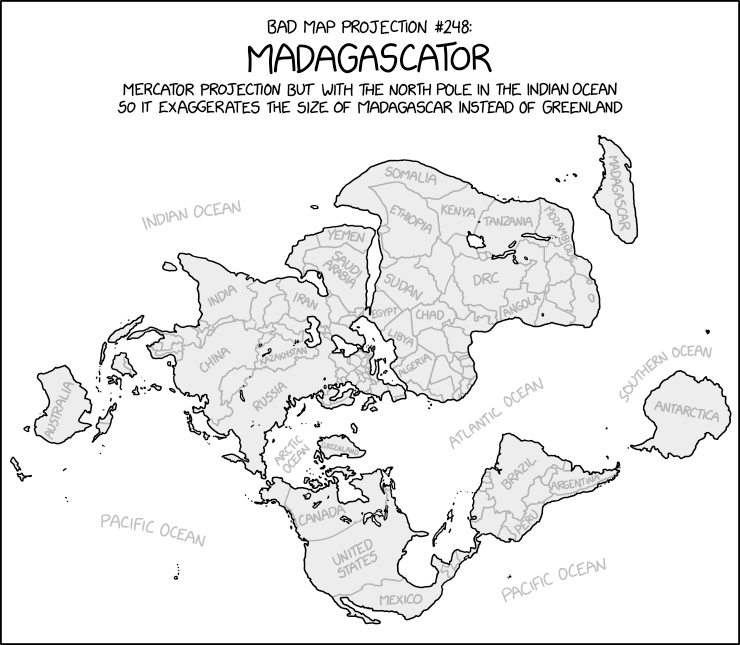 BAD MAP PROJECTION #248:
MADAGASCATOR
MERCATOR PROJECTION BUT WITH THE NORTH POLE IN THE INDIAN OCEAN
SO IT EXAGGERATES THE SIZE OF MADAGASCAR INSTEAD OF GREENLAND
MADAGASCAR
SOMALIA
INDIAN OCEAN
ETHIOPIA
KENYA
TANZANIA
MOZAMBIQUE
YEMEN
SAUDI
ARABIA
SUDAN
DRC
INDIA
IRAN
EGYPT
CHAD
ANGOLA
LIBYA
CHINA
KAZAKHSTAN
ALGERIA
RUSSIA
SOUTHERN OCEAN
AUSTRALIA
ATLANTIC OCEAN
ANTARCTICA
ARCTIC
OCEAN
GREENLAND
BRAZIL
ARGENTINA
CANADA
PERU
PACIFIC OCEAN
UNITED
STATES
PACIFIC OCEAN
MEXICO